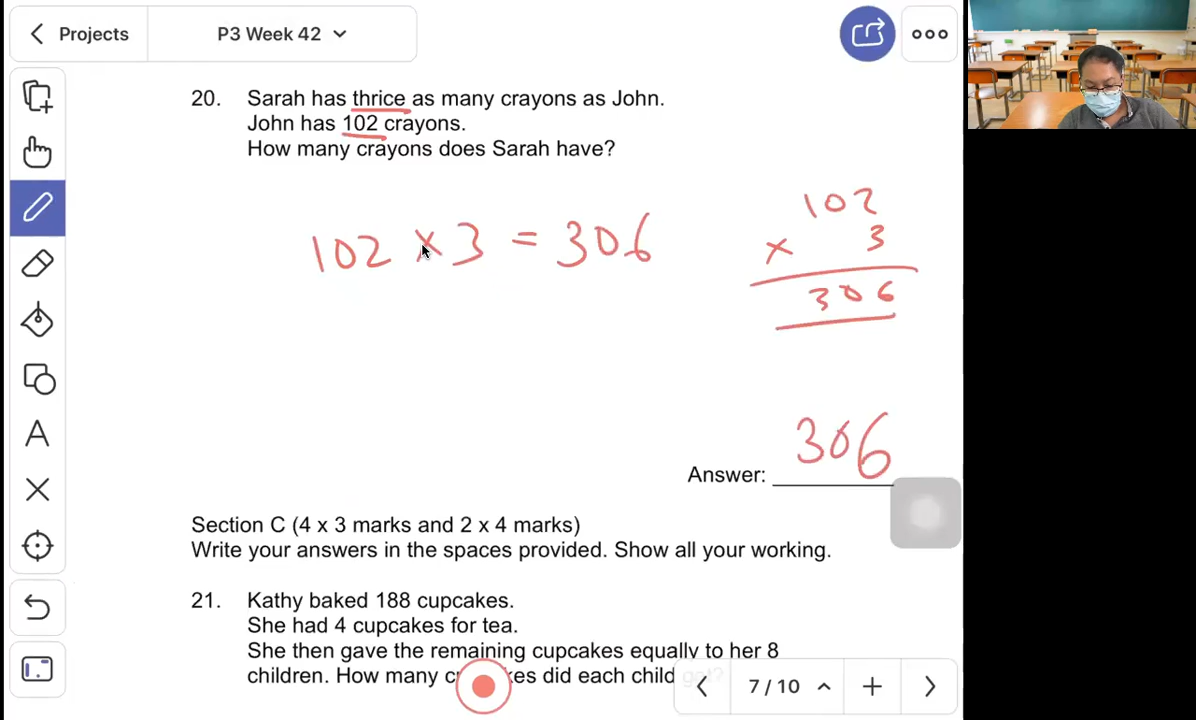 Projects
P3 Week 42
20. Sarah has thrice as many crayons as John.
John has 102 crayons.
How many crayons does Sarah have?
102 × 3 = 306
102
× 3
306
306
Answer:
Section C (4 x 3 marks and 2 x 4 marks)
Write your answers in the spaces provided. Show all your working.
21. Kathy baked 188 cupcakes.
She had 4 cupcakes for tea.
She then gave the remaining cupcakes equally to her 8
children. How many did each child
7 / 10